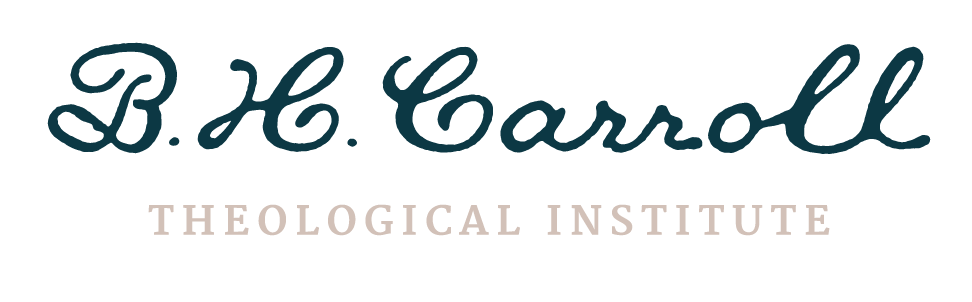 B. H. Carroll
THEOLOGICAL INSTITUTE